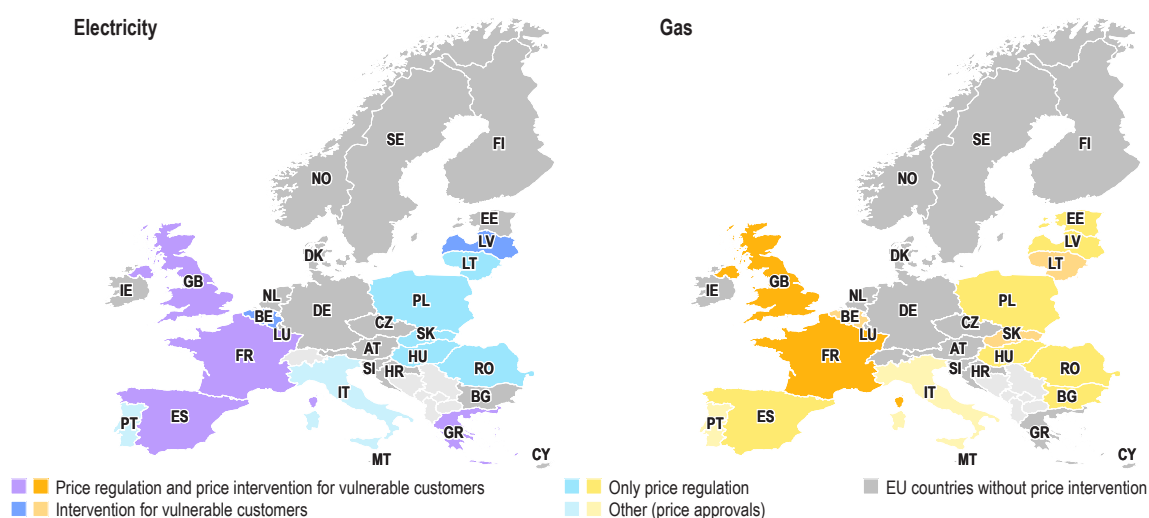 Electricity
Gas
SE
FI
NO
EE
LV
LT
DK
GB
IE
NL
BE
LU
DE
PL
CZ
SK
AT
HU
RO
SI
HR
FR
IT
BG
PT
ES
GR
MT
CY
SE
FI
NO
EE
LV
LT
DK
GB
IE
NL
BE
LU
DE
PL
CZ
SK
AT
HU
RO
SI
HR
FR
IT
BG
PT
ES
GR
MT
CY
Price regulation and price intervention for vulnerable customers
Intervention for vulnerable customers
Only price regulation
Other (price approvals)
EU countries without price intervention